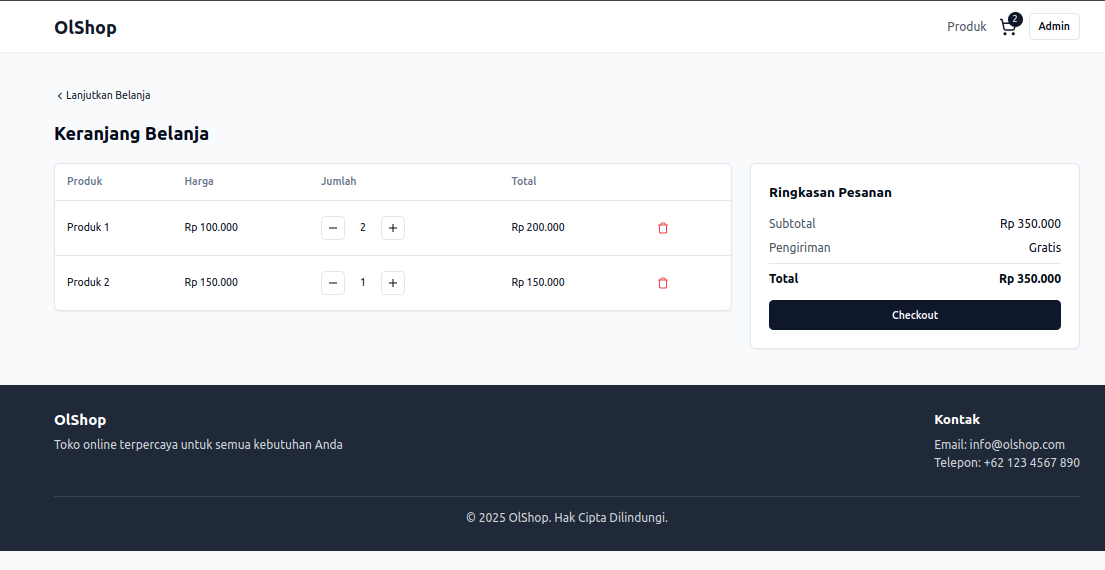 OlShop
Produk
2
Admin
Lanjutkan Belanja
Keranjang Belanja
Produk Harga Jumlah Total
Produk 1 Rp 100.000 − 2 + Rp 200.000
Produk 2 Rp 150.000 − 1 + Rp 150.000
Ringkasan Pesanan
Subtotal Rp 350.000
Pengiriman Gratis
Total Rp 350.000
Checkout
OlShop
Toko online terpercaya untuk semua kebutuhan Anda
Kontak
Email: info@olshop.com
Telepon: +62 123 4567 890
© 2025 OlShop. Hak Cipta Dilindungi.